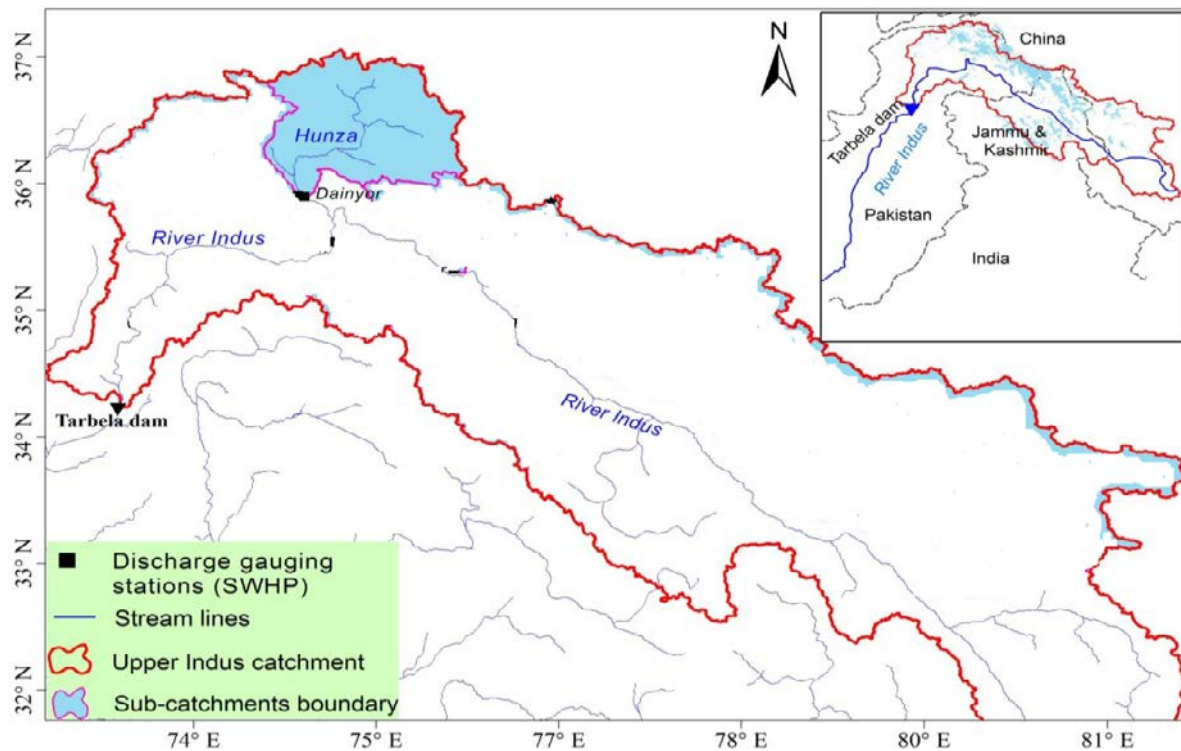 37° N
36° N
35° N
34° N
33° N
32° N
N
Hunza
Dainyor
River Indus
River Indus
Tarbela dam
China
Tarbela dam
River Indus
Jammu &
Kashmir
Pakistan
India
Discharge gauging
stations (SWHP)
Stream lines
Upper Indus catchment
Sub-catchments boundary
74° E
75° E
77° E
78° E
80° E
81° E